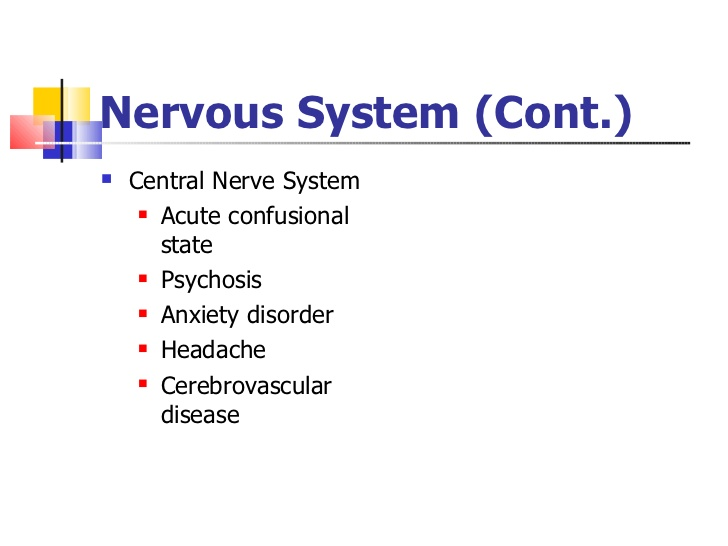 Nervous System (Cont.)
Central Nerve System
Acute confusional
state
Psychosis
Anxiety disorder
Headache
Cerebrovascular
disease